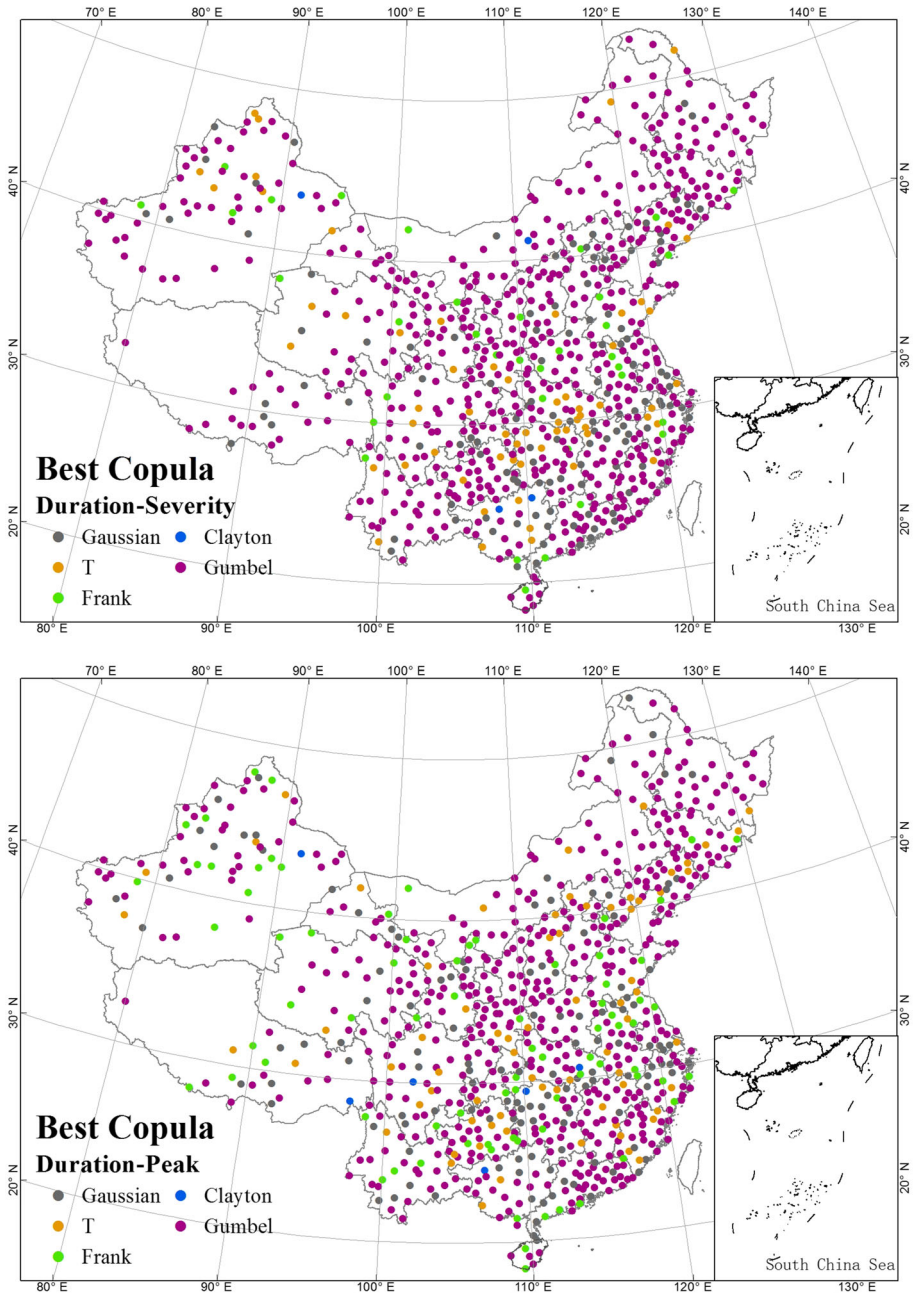 70° E 80° E 90° E 100° E 110° E 120° E 130° E 140° E
40° N 40° N
30° N 30° N
20° N 20° N
Best Copula
Duration-Severity
Gaussian Clayton
T Gumbel
Frank
South China Sea
80° E 90° E 100° E 110° E 120° E 130° E
70° E 80° E 90° E 100° E 110° E 120° E 130° E 140° E
40° N 40° N
30° N 30° N
20° N 20° N
Best Copula
Duration-Peak
Gaussian Clayton
T Gumbel
Frank
South China Sea
80° E 90° E 100° E 110° E 120° E 130° E